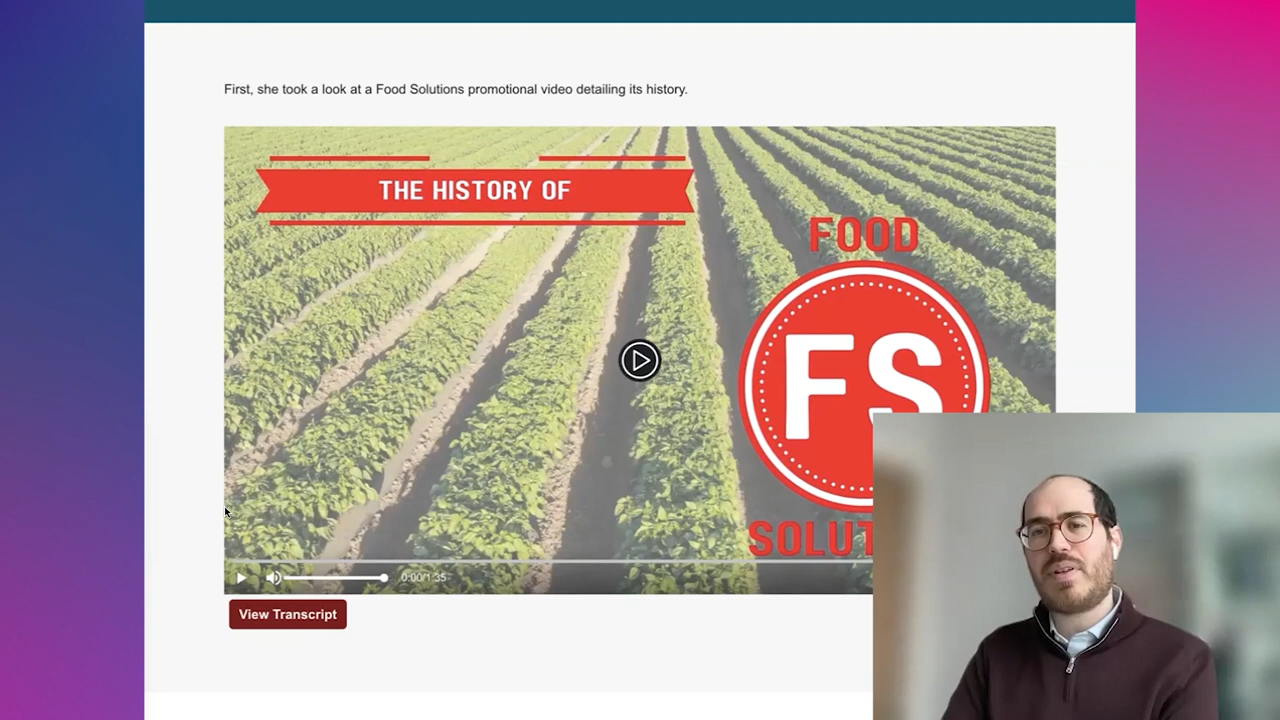 First, she took a look at a Food Solutions promotional video detailing its history.
THE HISTORY OF
FOOD
FS
SOLUT
0:00/1:35
View Transcript